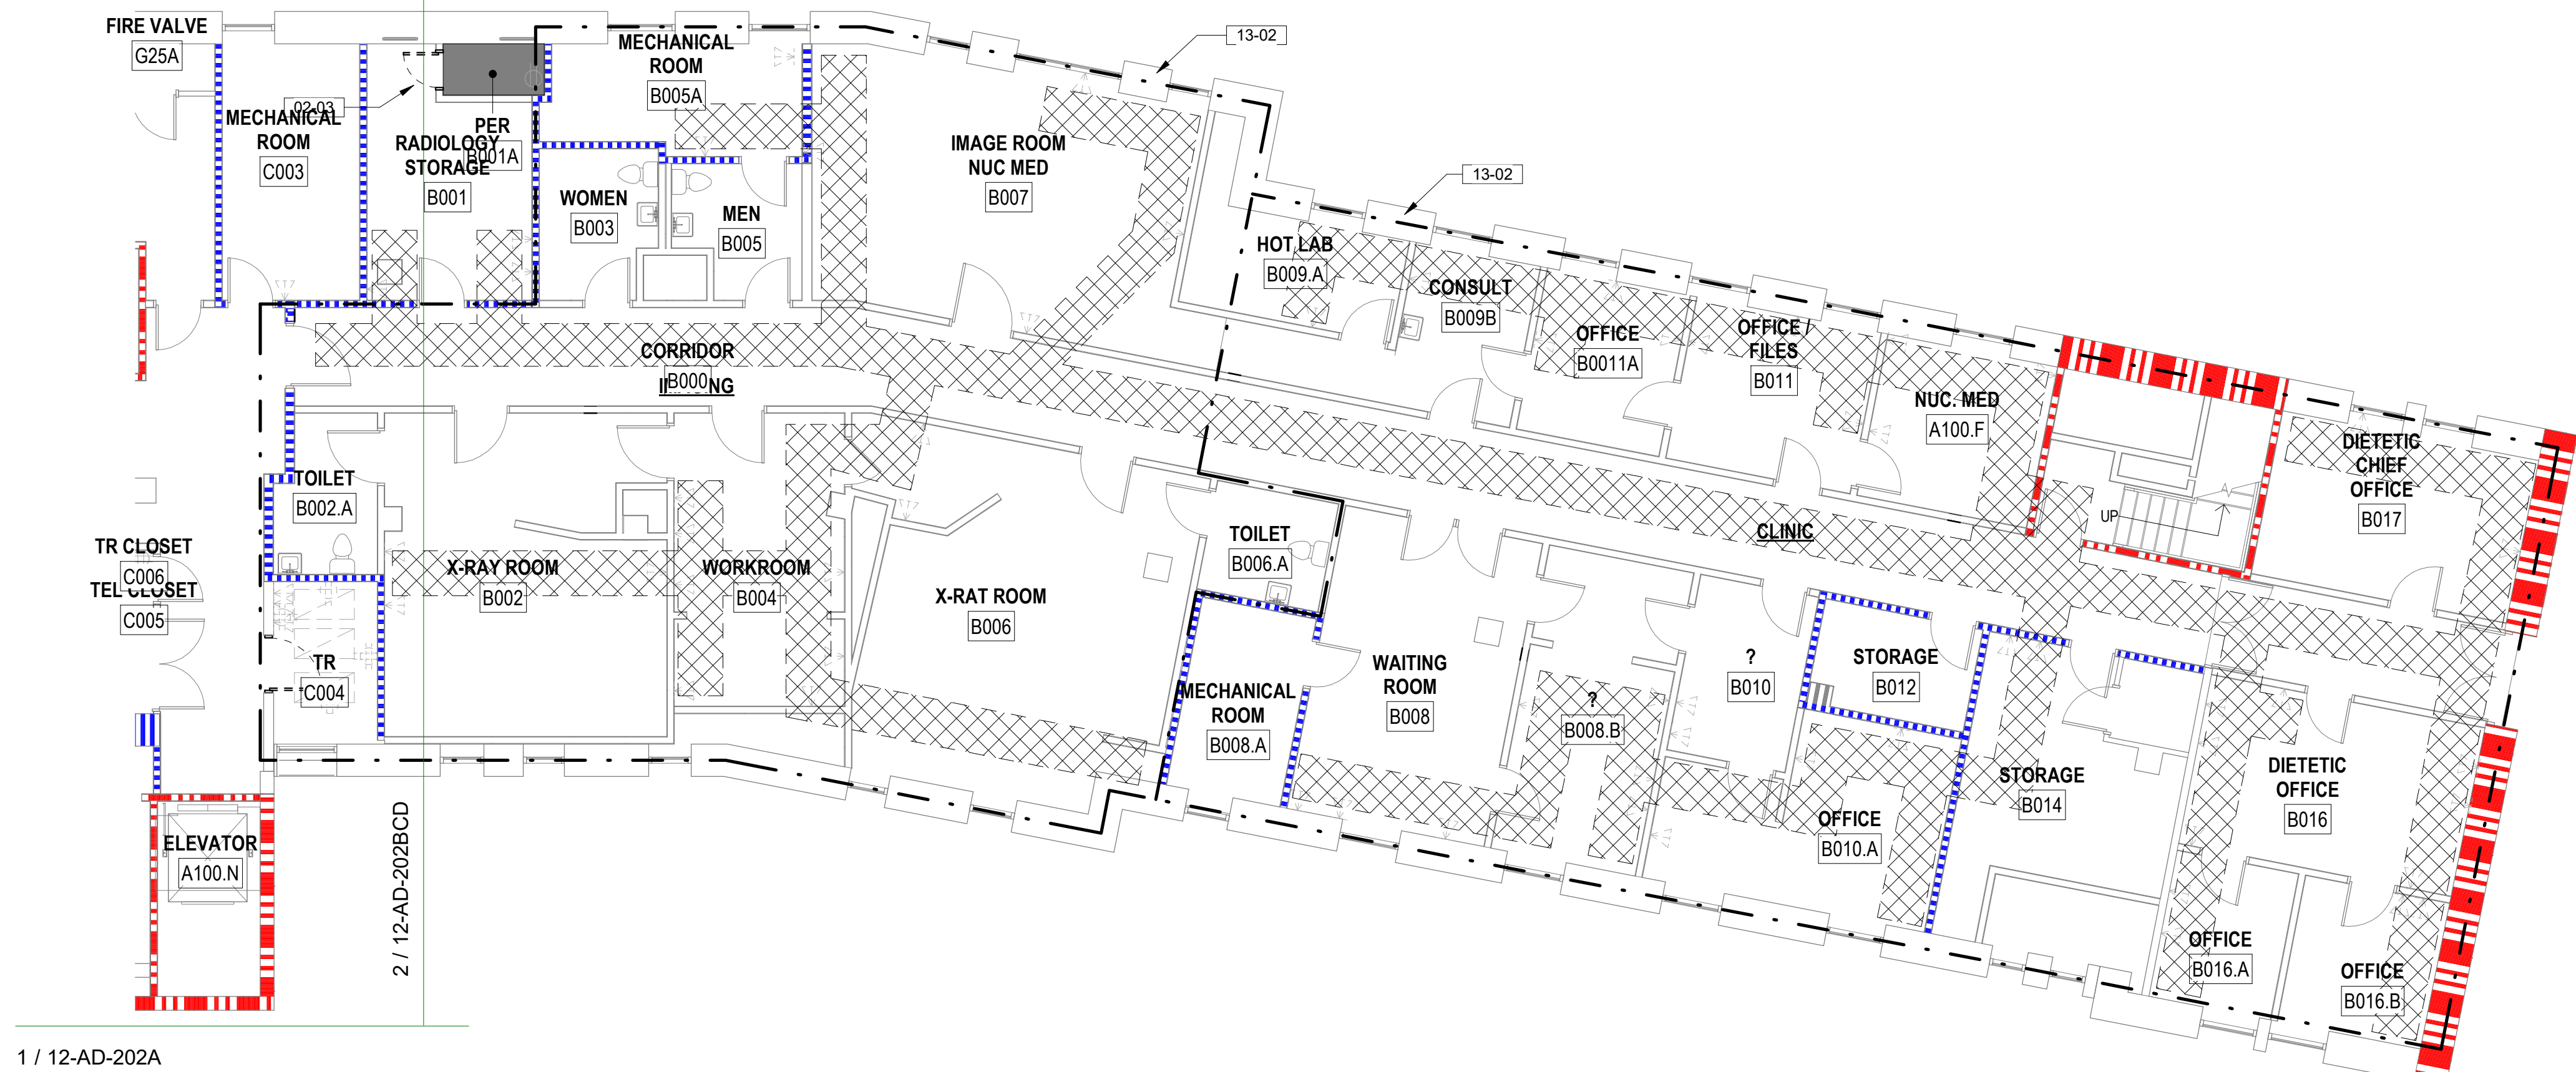 FIRE VALVE
G25A
MECHANICAL
ROOM
C003
02-03
PER
B001A
RADIOLOGY
STORAGE
B001
MECHANICAL
ROOM
B005A
WOMEN
B003
MEN
B005
IMAGE ROOM
NUC MED
B007
13-02
13-02
HOT LAB
B009.A
CONSULT
B009B
OFFICE
B0011A
OFFICE /
FILES
B011
NUC. MED
A100.F
DIETETIC
CHIEF
OFFICE
B017
UP
A
CORRIDOR
B000
CLINIC
TOILET
B002.A
TR CLOSET
C006
TEL CLOSET
C005
TR
C004
X-RAY ROOM
B002
WORKROOM
B004
X-RAT ROOM
B006
TOILET
B006.A
MECHANICAL
ROOM
B008.A
WAITING
ROOM
B008
?
B008.B
?
B010
STORAGE
B012
OFFICE
B010.A
STORAGE
B014
DIETETIC
OFFICE
B016
OFFICE
B016.A
OFFICE
B016.B
ELEVATOR
A100.N
2 / 12-AD-202BCD
1 / 12-AD-202A